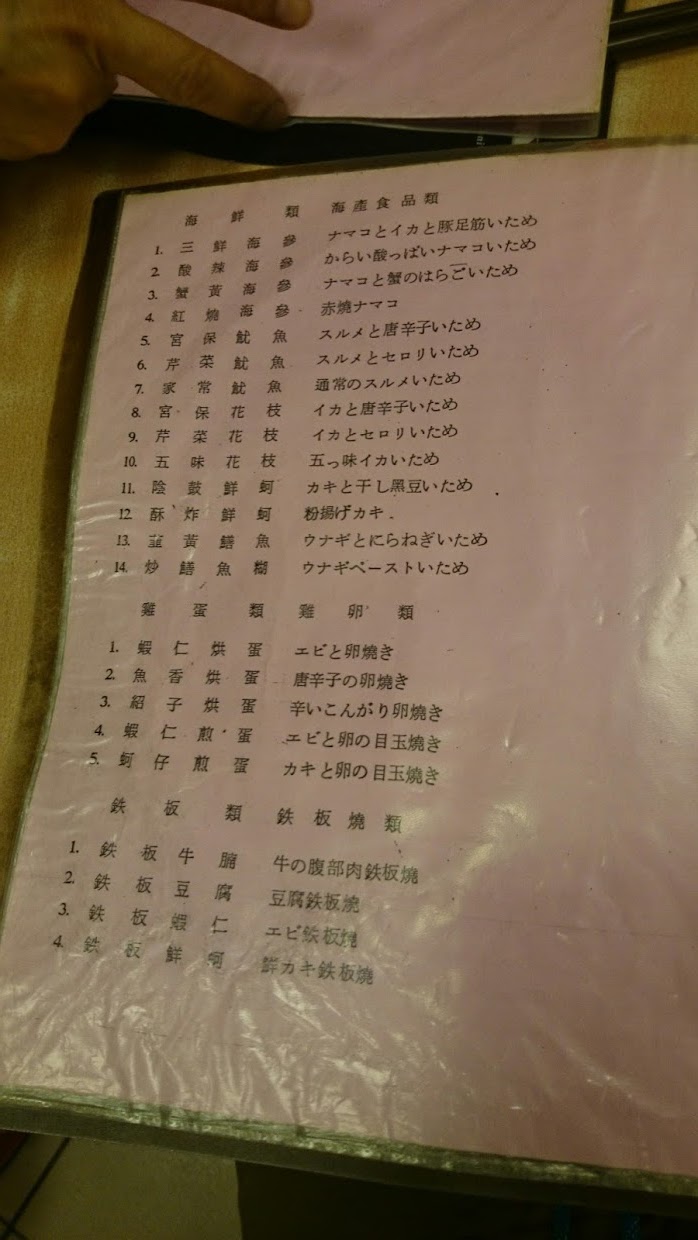 海鮮類 海產食品類
1. 三鮮海參 ナマコとイカと豚足筋いため
2. 酸辣海參 からい酸っぱいナマコいため
3. 蟹黃海參 ナマコと蟹のはらごいため
4. 紅燒海參 赤燒ナマコ
5. 宮保魷魚 スルメと唐辛子いため
6. 芹菜魷魚 スルメとセロリいため
7. 家常魷魚 通常のスルメいため
8. 宮保花枝 イカと唐辛子いため
9. 芹菜花枝 イカとセロリいため
10. 五味花枝 五っ味イカいため
11. 陰鼓鮮蚵 カキと干し黑豆いため
12. 酥炸鮮蚵 粉揚げカキ
13. 韮黃鱔魚 ウナギとにらねぎいため
14. 炒鱔魚糊 ウナギペーストいため
雞蛋類 雞卵類
1. 蝦仁烘蛋 エビと卵燒き
2. 魚香烘蛋 唐辛子の卵燒き
3. 紹子烘蛋 辛いこんがり卵燒き
4. 蝦仁煎蛋 エビと卵の目玉燒き
5. 蚵仔煎蛋 カキと卵の目玉燒き
鉄板類 鉄板燒類
1. 鉄板牛腩 牛の腹部肉鉄板燒
2. 鉄板豆腐 豆腐鉄板燒
3. 鉄板蝦仁 エビ鉄板燒
4. 鉄板鮮蚵 鮮カキ鉄板燒